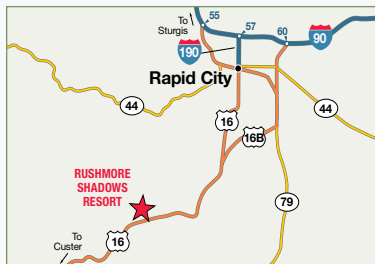 To
Sturgis
55
57
60
190
90
Rapid City
44
44
16
16B
RUSHMORE
SHADOWS
RESORT
79
To
Custer
16